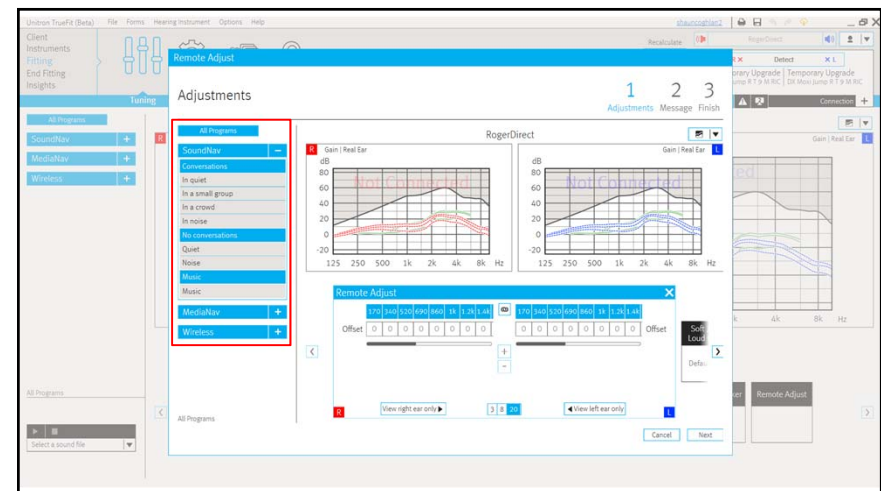 Unitron TrueFit (Beta) File Forms Hearing Instrument Options Help
shauncoghlan2
Client
Instruments
Fitting
End Fitting
Insights
Recalculate
RogerDirect
Detect
Temporary Upgrade
Tuning
Connection +
Remote Adjust
Adjustments
1 2 3
Adjustments Message Finish
All Programs
SoundNav +
MediaNav +
Wireless +
All Programs
SoundNav −
Conversations
In quiet
In a small group
In a crowd
In noise
No conversations
Quiet
Noise
Music
Music
MediaNav +
Wireless +
All Programs
RogerDirect
R Gain | Real Ear
dB
80
60
40
20
0
-20
Not Connected
125 250 500 1k 2k 4k 8k Hz
Gain | Real Ear L
dB
80
60
40
20
0
-20
Not Connected
125 250 500 1k 2k 4k 8k Hz
Gain | Real Ear L
4k 8k Hz
Remote Adjust X
170 340 520 690 860 1k 1.2k 1.4k
170 340 520 690 860 1k 1.2k 1.4k
Offset 0 0 0 0 0 0 0 0
0 0 0 0 0 0 0 0 Offset
+
-
R View right ear only
3 8 20
View left ear only L
Soft
Loud
Cancel Next
All Programs
Select a sound file
Remote Adjust